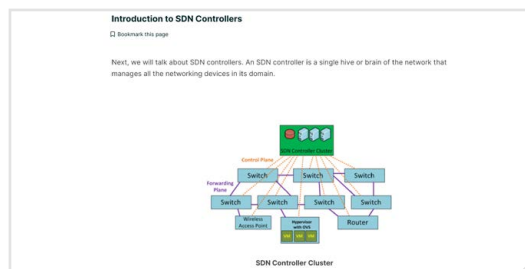 Introduction to SDN Controllers
Bookmark this page
Next, we will talk about SDN controllers. An SDN controller is a single hive or brain of the network that
manages all the networking devices in its domain.
SDN Controller Cluster
Control Plane
Switch Switch Switch
Forwarding
Plane
Switch Switch Switch Switch
Wireless
Access Point
Hypervisor
with OVS
Router
SDN Controller Cluster